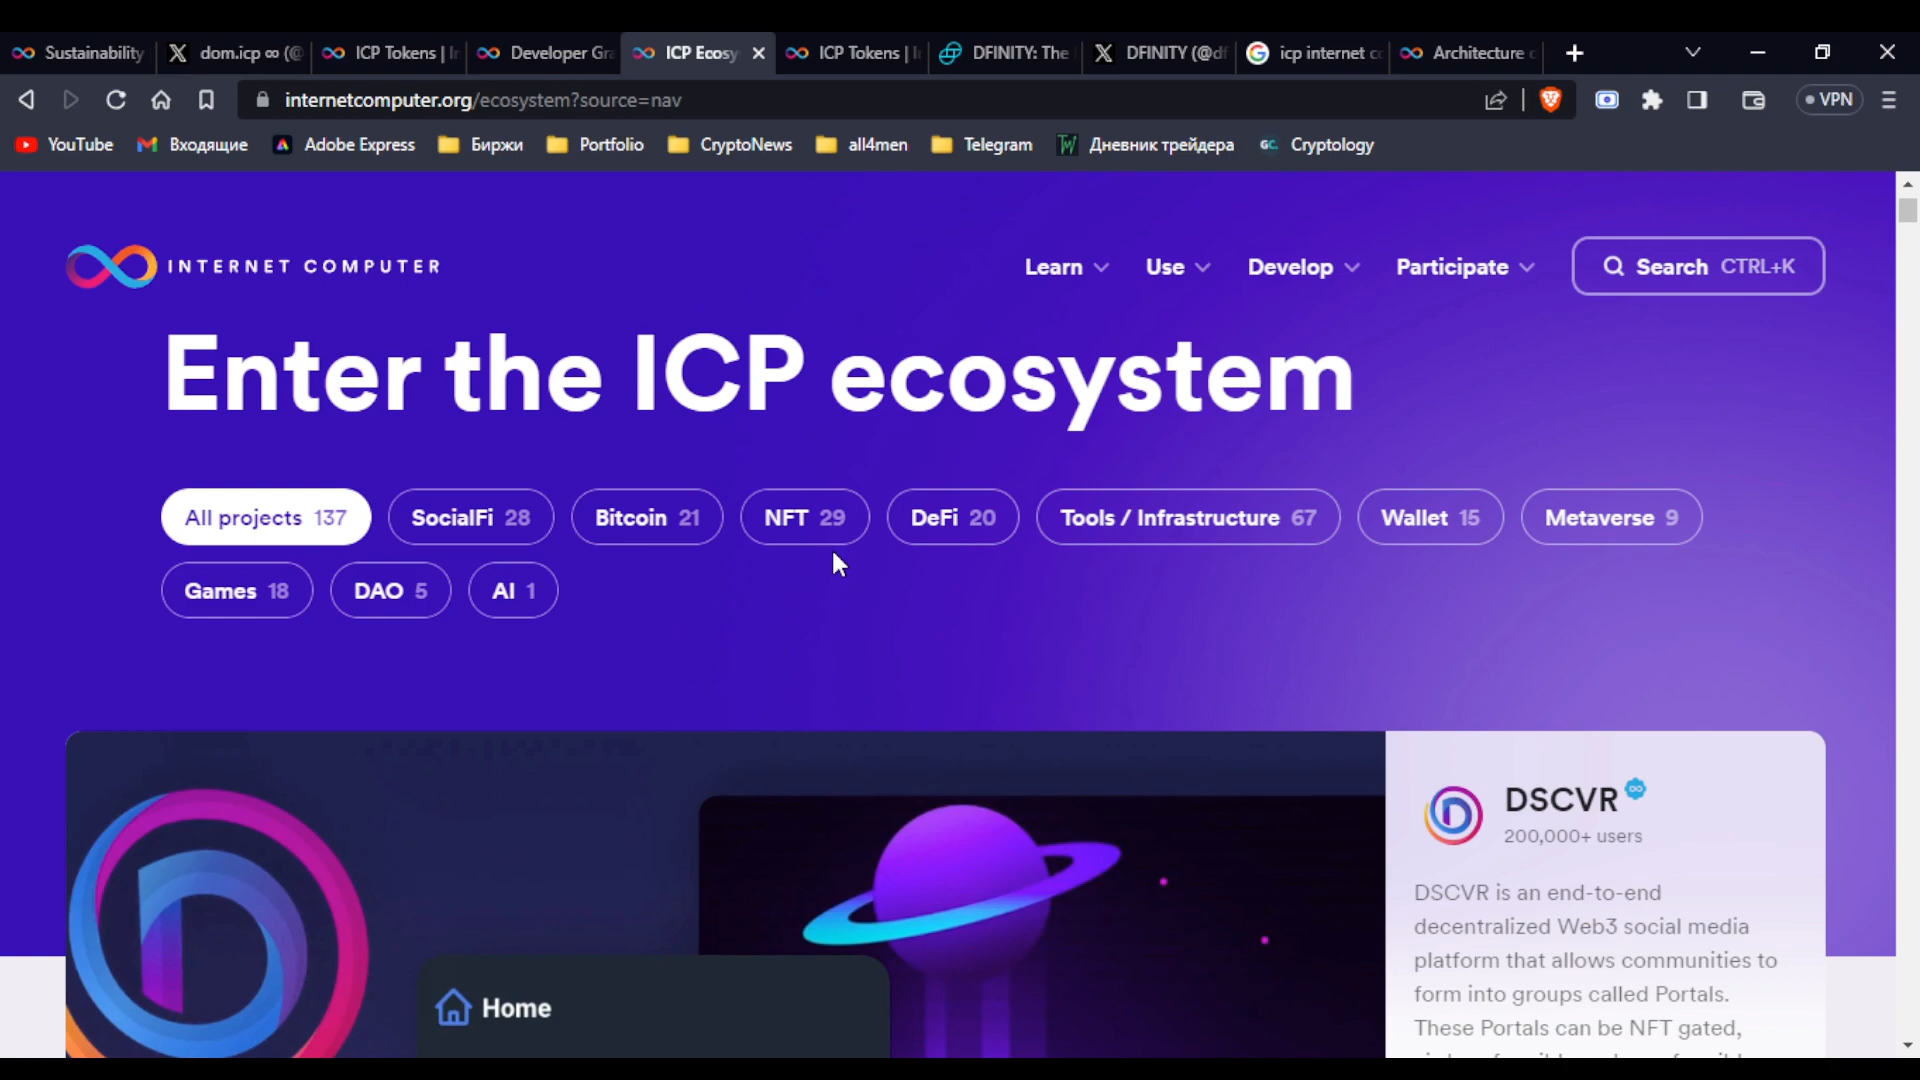 Sustainability
dom.icp ∞ (@
ICP Tokens | I
Developer Gra
ICP Ecosy
ICP Tokens | I
DFINITY: The
DFINITY (@df
icp internet co
Architecture o
internetcomputer.org/ecosystem?source=nav
VPN
YouTube
Входящие
Adobe Express
Биржи
Portfolio
CryptoNews
all4men
Telegram
Дневник трейдера
GC.
Cryptology
INTERNET COMPUTER
Learn
Use
Develop
Participate
Search CTRL+K
Enter the ICP ecosystem
All projects 137
SocialFi 28
Bitcoin 21
NFT 29
DeFi 20
Tools / Infrastructure 67
Wallet 15
Metaverse 9
Games 18
DAO 5
AI 1
DSCVR
200,000+ users
DSCVR is an end-to-end
decentralized Web3 social media
platform that allows communities to
form into groups called Portals.
These Portals can be NFT gated,
Home